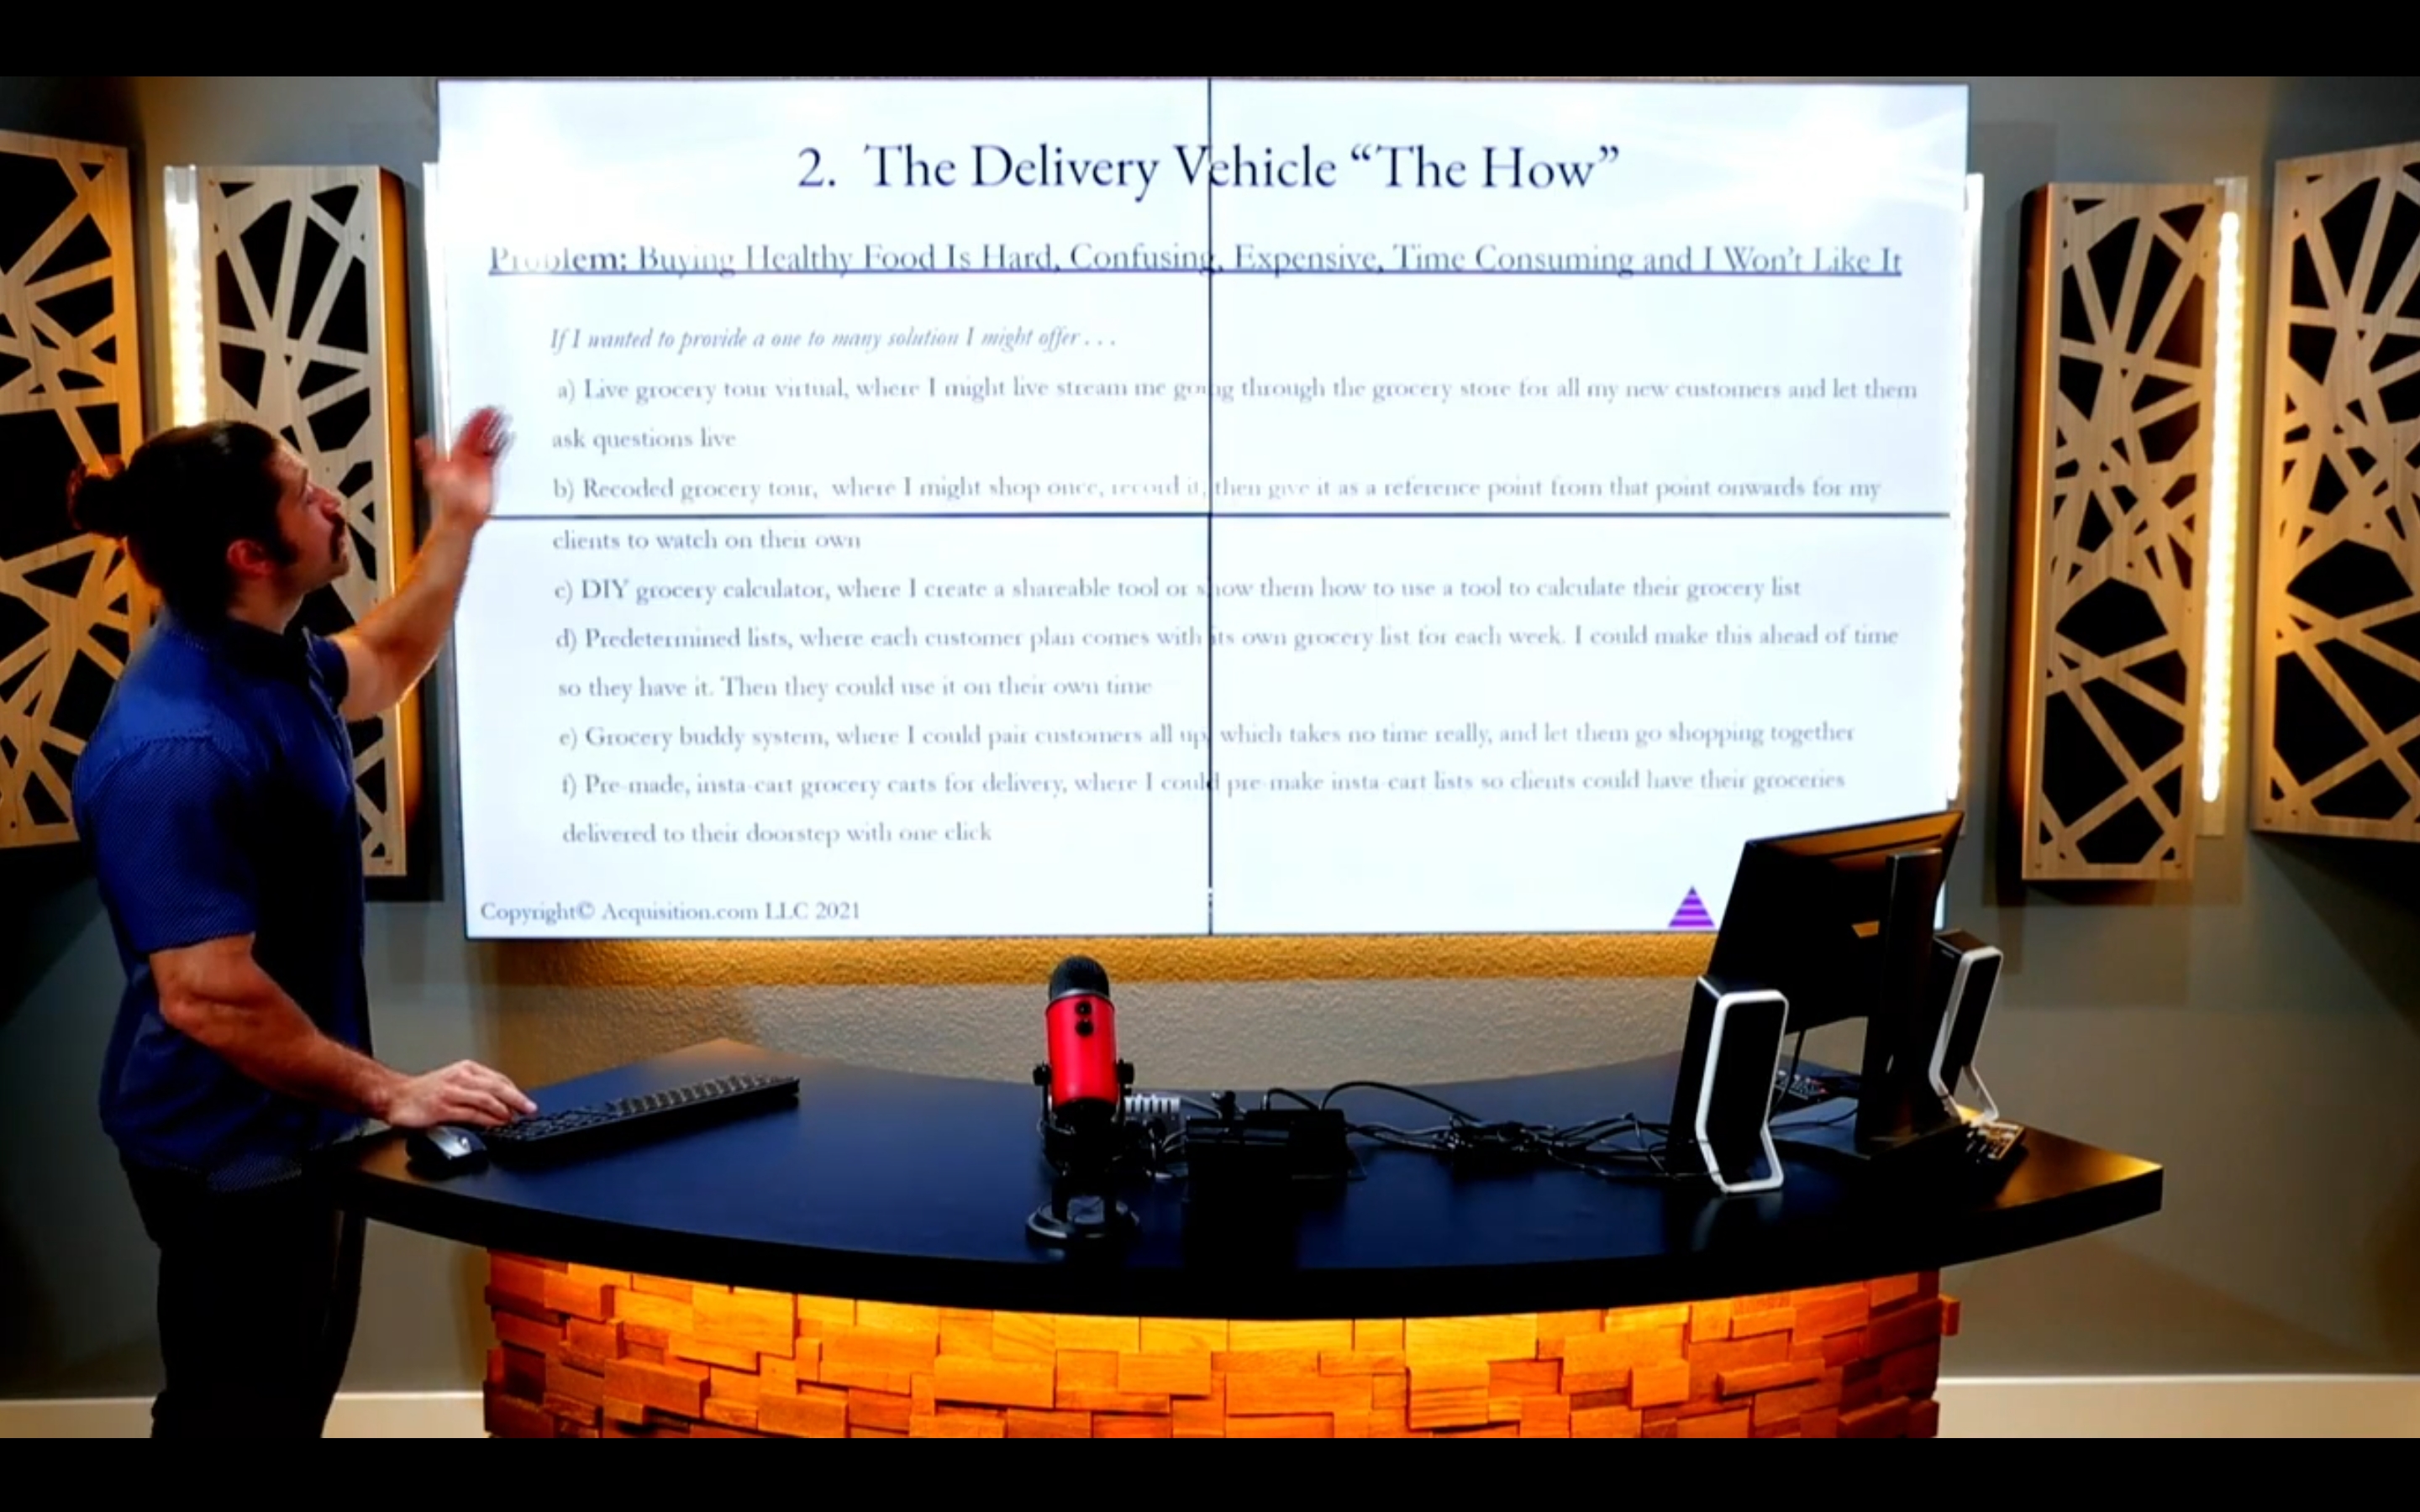 2. The Delivery Vehicle “The How”
Problem: Buying Healthy Food Is Hard, Confusing, Expensive, Time Consuming and I Won’t Like It
If I wanted to provide a one to many solution I might offer . . .
a) Live grocery tour virtual, where I might live stream me going through the grocery store for all my new customers and let them
ask questions live
b) Recoded grocery tour, where I might shop once, record it, then give it as a reference point from that point onwards for my
clients to watch on their own
c) DIY grocery calculator, where I create a shareable tool or show them how to use a tool to calculate their grocery list
d) Predetermined lists, where each customer plan comes with its own grocery list for each week. I could make this ahead of time
so they have it. Then they could use it on their own time
e) Grocery buddy system, where I could pair customers all up, which takes no time really, and let them go shopping together
f) Pre-made, insta-cart grocery carts for delivery, where I could pre-make insta-cart lists so clients could have their groceries
delivered to their doorstep with one click
Copyright© Acquisition.com LLC 2021